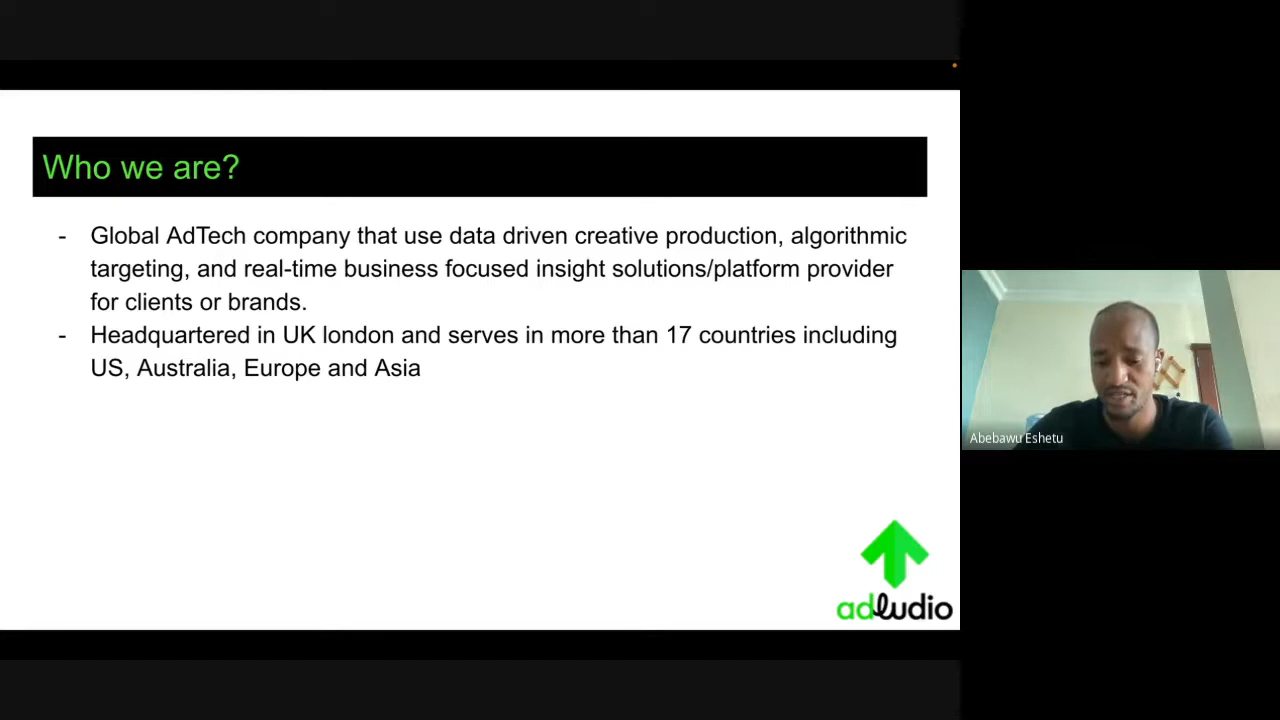 Who we are?
- Global AdTech company that use data driven creative production, algorithmic
targeting, and real-time business focused insight solutions/platform provider
for clients or brands.
- Headquartered in UK london and serves in more than 17 countries including
US, Australia, Europe and Asia
adludio
Abebawu Eshetu